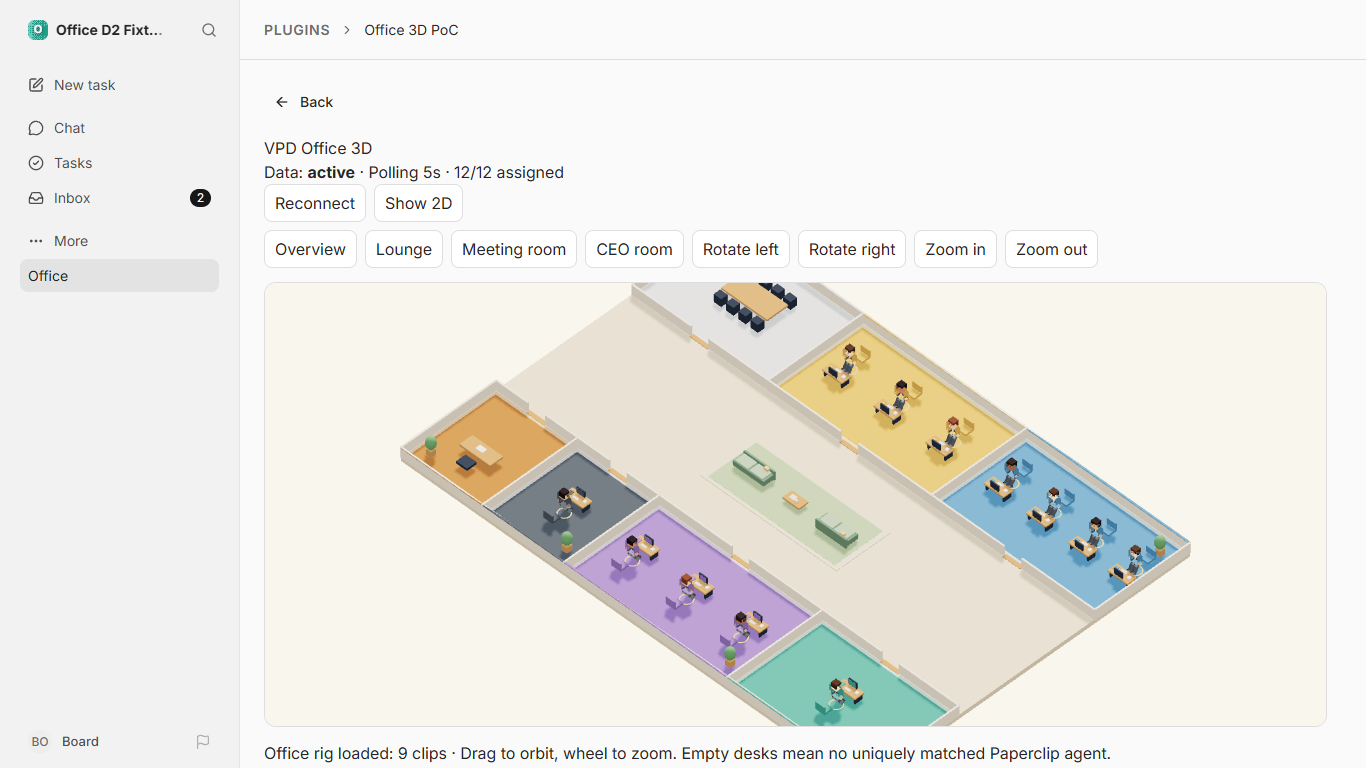 Office D2 Fixt...
PLUGINS > Office 3D PoC
New task
Chat
Tasks
Inbox 2
More
Office
Back
VPD Office 3D
Data: active · Polling 5s · 12/12 assigned
Reconnect Show 2D
Overview Lounge Meeting room CEO room Rotate left Rotate right Zoom in Zoom out
BO Board
Office rig loaded: 9 clips · Drag to orbit, wheel to zoom. Empty desks mean no uniquely matched Paperclip agent.